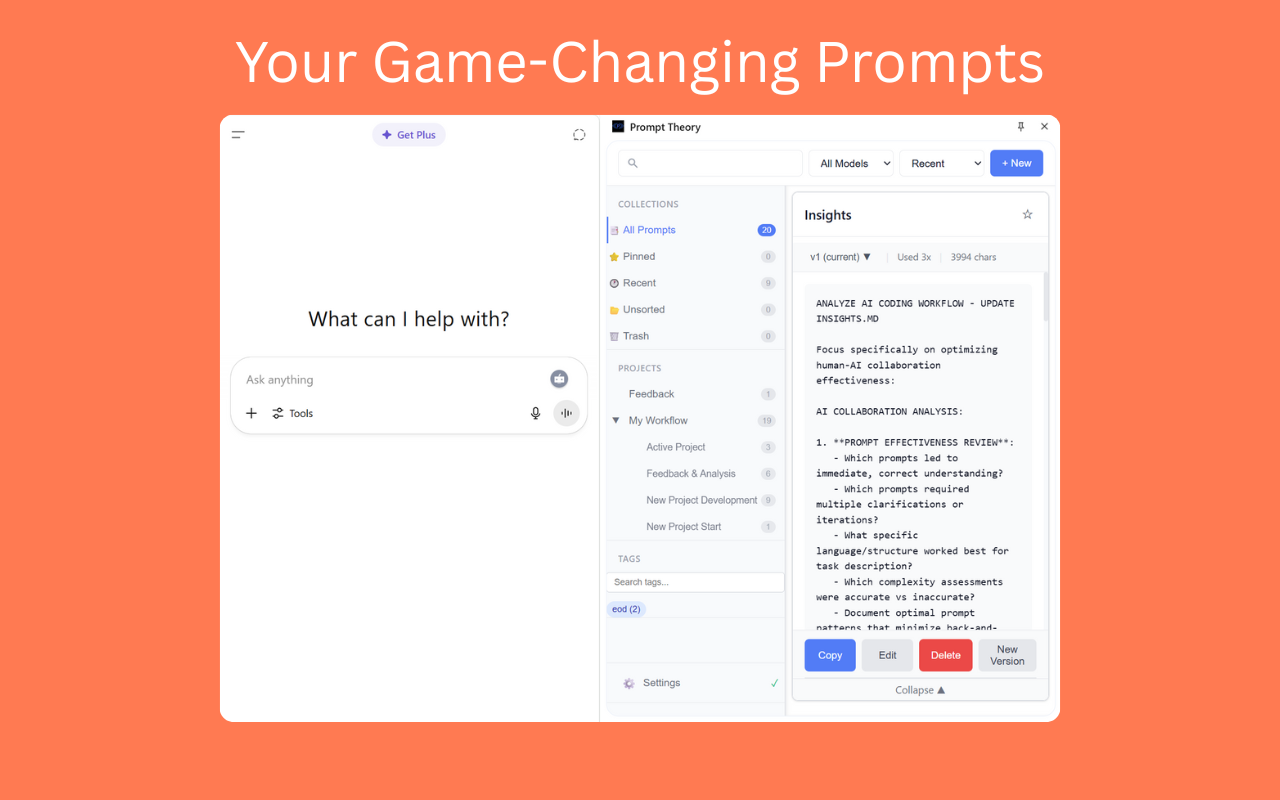 Your Game-Changing Prompts
Get Plus
What can I help with?
Ask anything
Tools
Prompt Theory
All Models
Recent
+ New
COLLECTIONS
All Prompts 20
Pinned 0
Recent 9
Unsorted 0
Trash 0
PROJECTS
Feedback 1
▼ My Workflow 19
Active Project 3
Feedback & Analysis 6
New Project Development 9
New Project Start 1
TAGS
Search tags...
eod (2)
Settings ✓
Insights
v1 (current) ▼ | Used 3x | 3994 chars
ANALYZE AI CODING WORKFLOW - UPDATE
INSIGHTS.MD
Focus specifically on optimizing
human-AI collaboration
effectiveness:
AI COLLABORATION ANALYSIS:
1. **PROMPT EFFECTIVENESS REVIEW**:
- Which prompts led to
immediate, correct understanding?
- Which prompts required
multiple clarifications or
iterations?
- What specific
language/structure worked best for
task description?
- Which complexity assessments
were accurate vs inaccurate?
- Document optimal prompt
patterns that minimize back-and-
Copy
Edit
Delete
New
Version
Collapse ▲